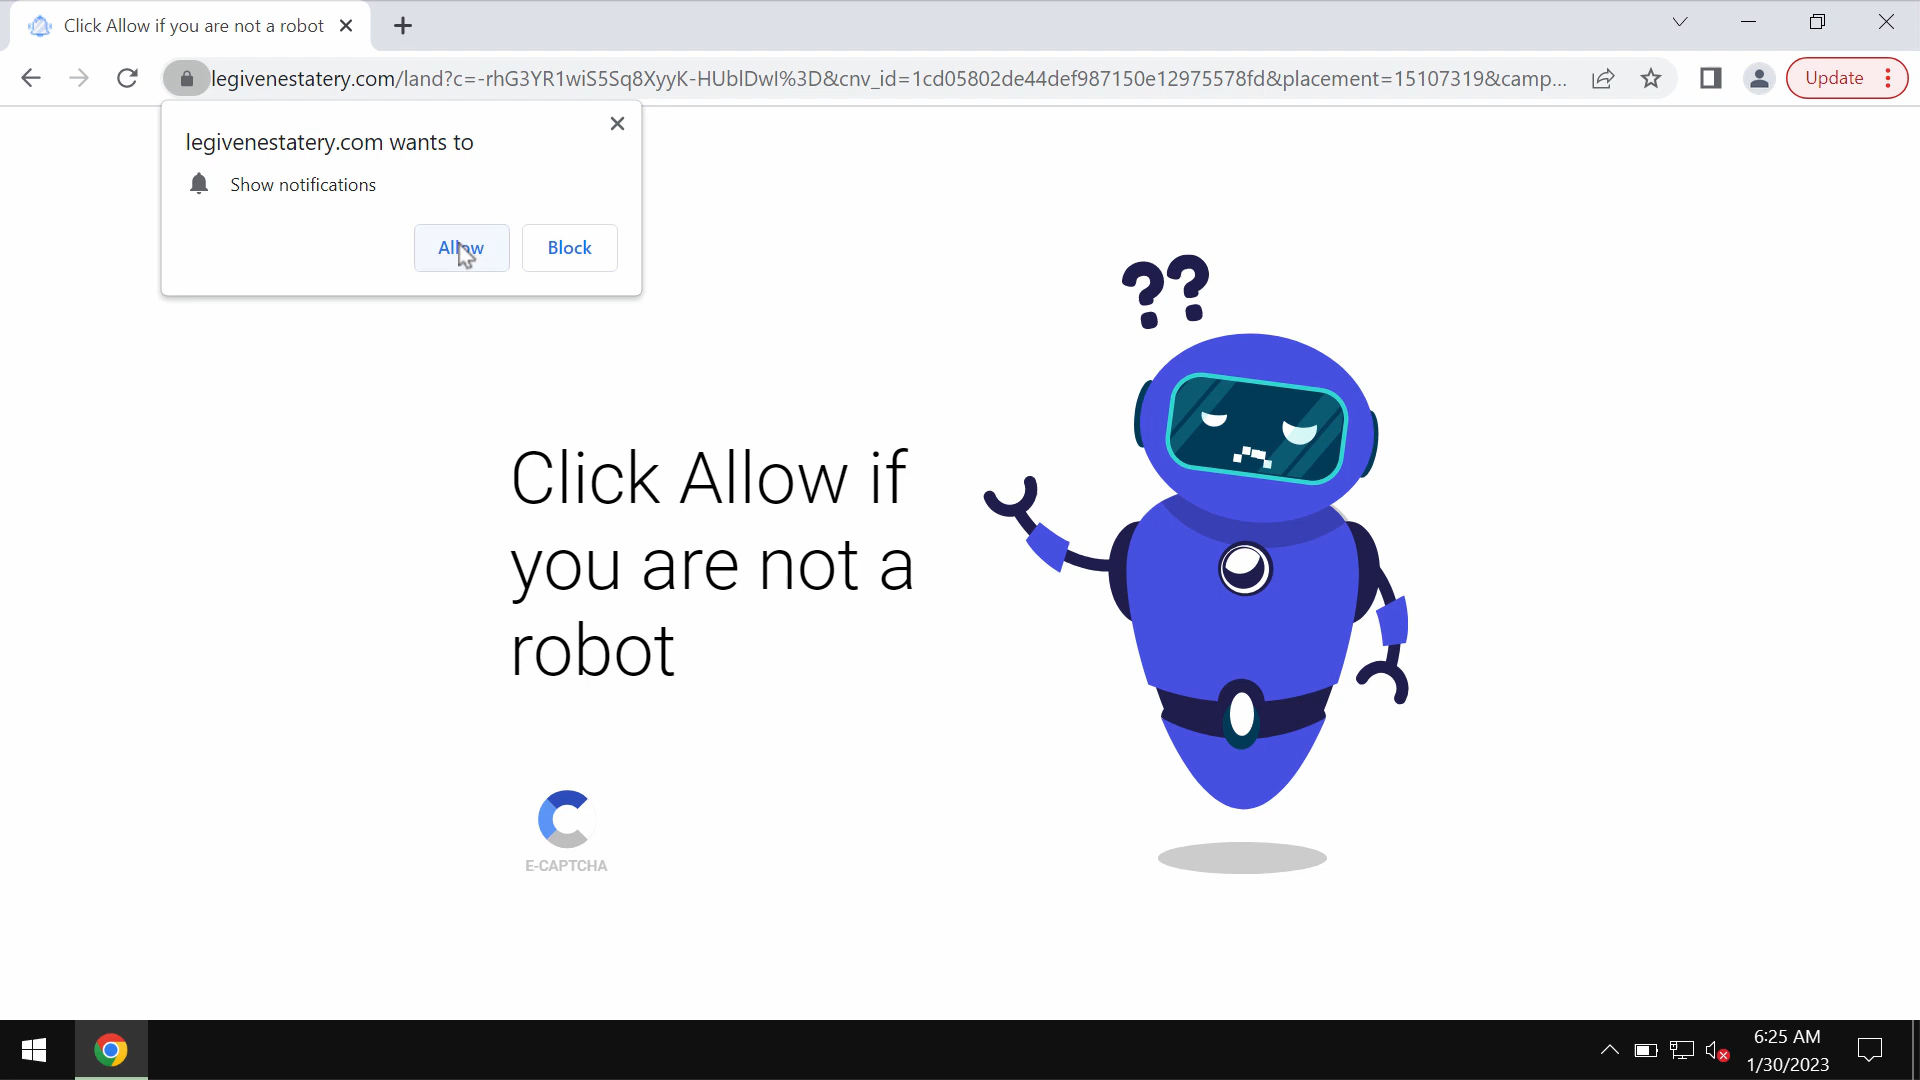 Click Allow if you are not a robot
legivenestatery.com/land?c=-rhG3YR1wiS5Sq8XyyK-HUblDwI%3D&cnv_id=1cd05802de44def987150e12975578fd&placement=15107319&camp...
Update
legivenestatery.com wants to
Show notifications
Allow
Block
??
Click Allow if
you are not a
robot
E-CAPTCHA
6:25 AM
1/30/2023